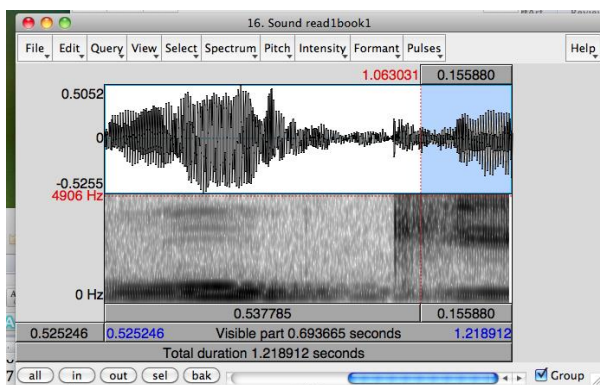 16. Sound read1book1
File Edit Query View Select Spectrum Pitch Intensity Formant Pulses Help
1.063031 0.155880
0.5052
0
-0.5255
4906 Hz
0 Hz
0.537785 0.155880
0.525246 0.525246 Visible part 0.693665 seconds 1.218912
Total duration 1.218912 seconds
all in out sel bak Group